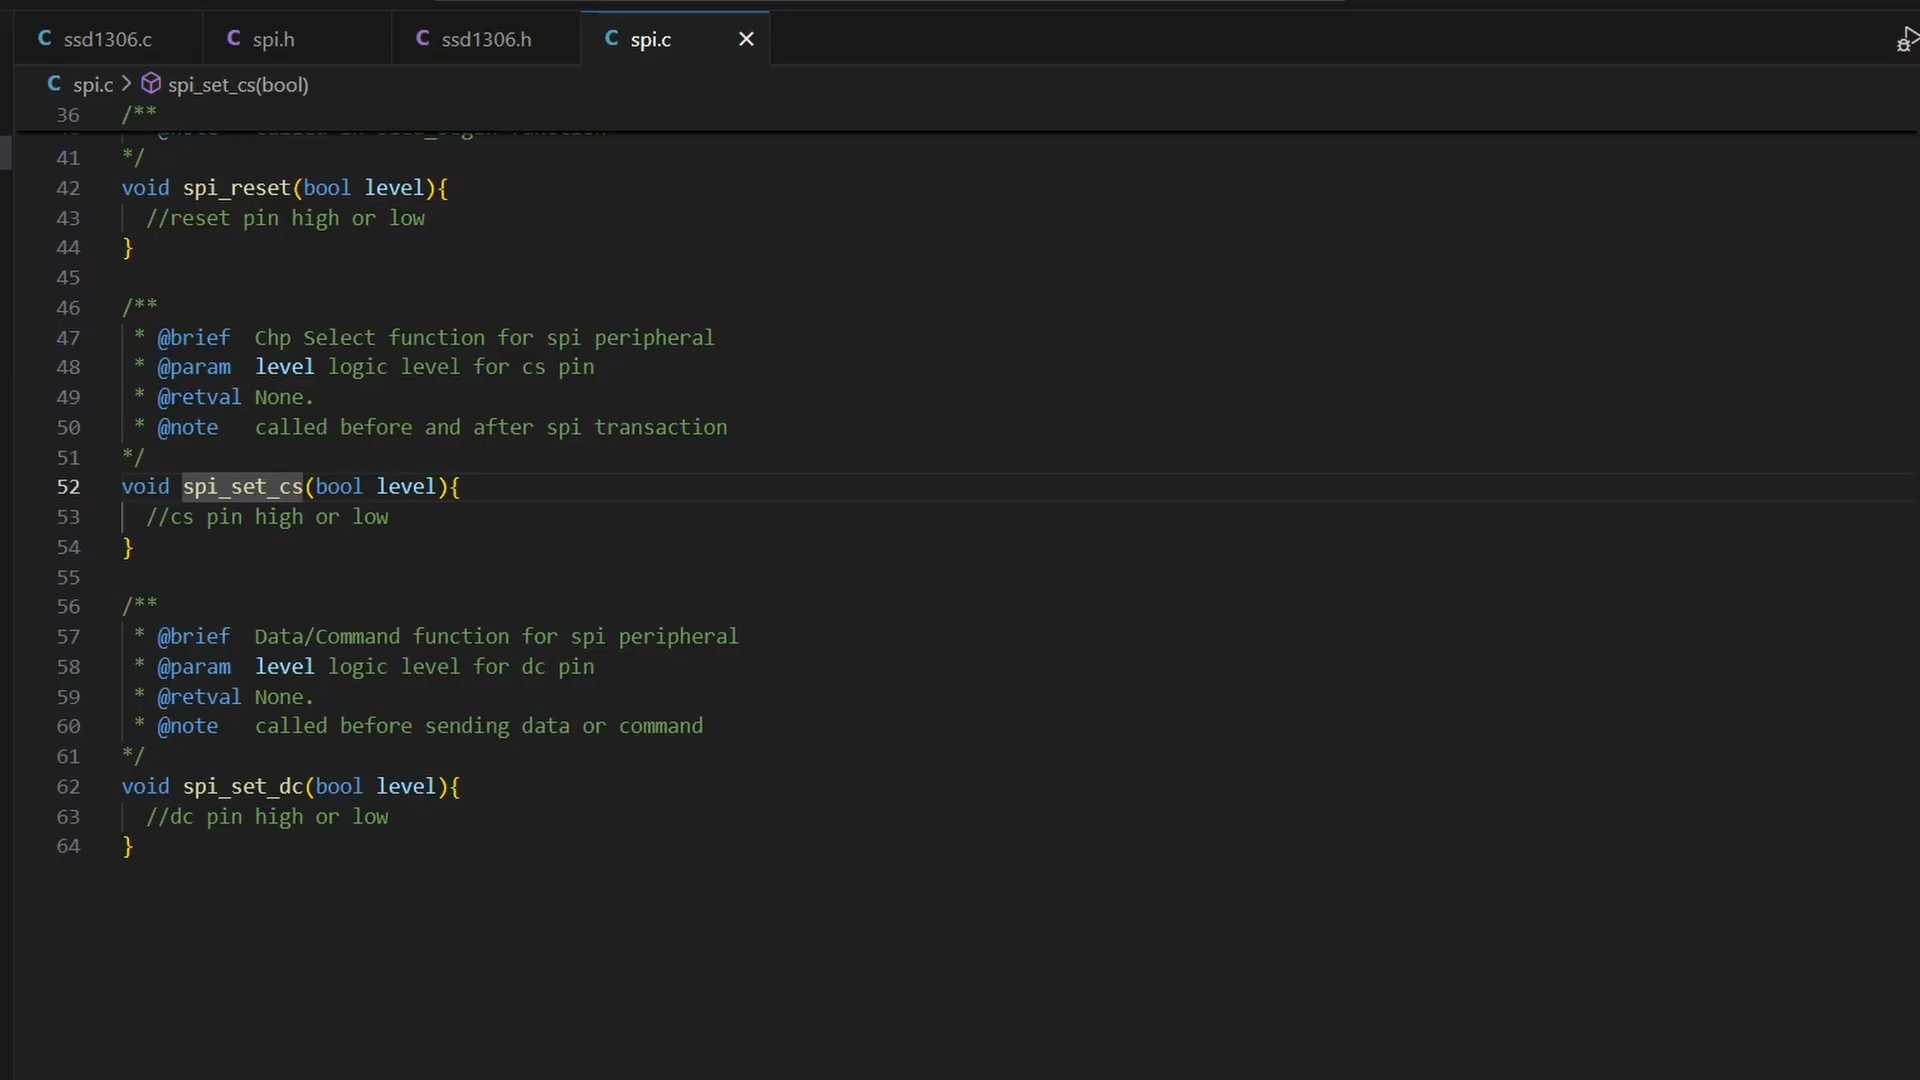 ssd1306.c
spi.h
ssd1306.h
spi.c
spi.c > spi_set_cs(bool)
36 /**
41 */
42 void spi_reset(bool level){
43 //reset pin high or low
44 }
45
46 /**
47 * @brief Chp Select function for spi peripheral
48 * @param level logic level for cs pin
49 * @retval None.
50 * @note called before and after spi transaction
51 */
52 void spi_set_cs(bool level){
53 //cs pin high or low
54 }
55
56 /**
57 * @brief Data/Command function for spi peripheral
58 * @param level logic level for dc pin
59 * @retval None.
60 * @note called before sending data or command
61 */
62 void spi_set_dc(bool level){
63 //dc pin high or low
64 }